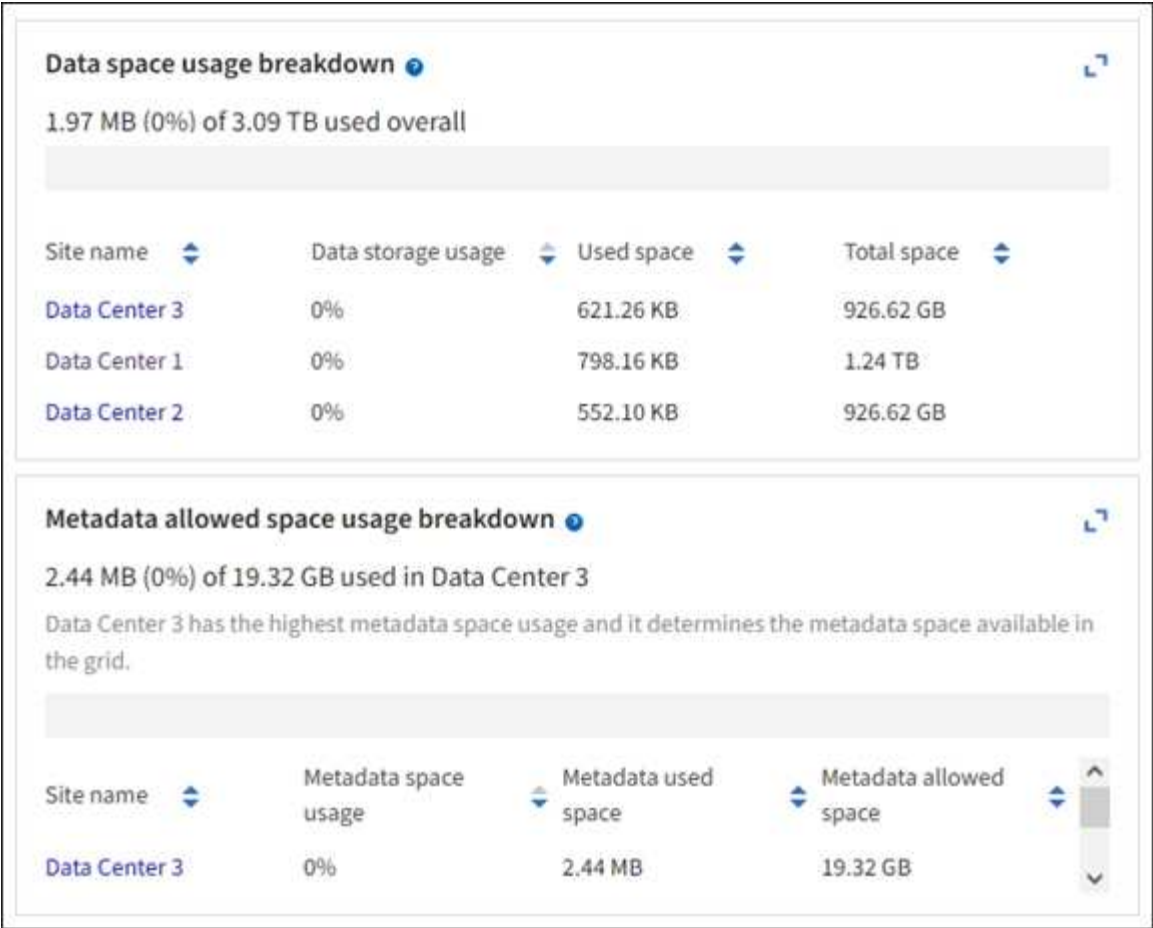 Data space usage breakdown ?
1.97 MB (0%) of 3.09 TB used overall
Site name Data storage usage Used space Total space
Data Center 3 0% 621.26 KB 926.62 GB
Data Center 1 0% 798.16 KB 1.24 TB
Data Center 2 0% 552.10 KB 926.62 GB
Metadata allowed space usage breakdown ?
2.44 MB (0%) of 19.32 GB used in Data Center 3
Data Center 3 has the highest metadata space usage and it determines the metadata space available in
the grid.
Site name Metadata space usage Metadata used space Metadata allowed space
Data Center 3 0% 2.44 MB 19.32 GB